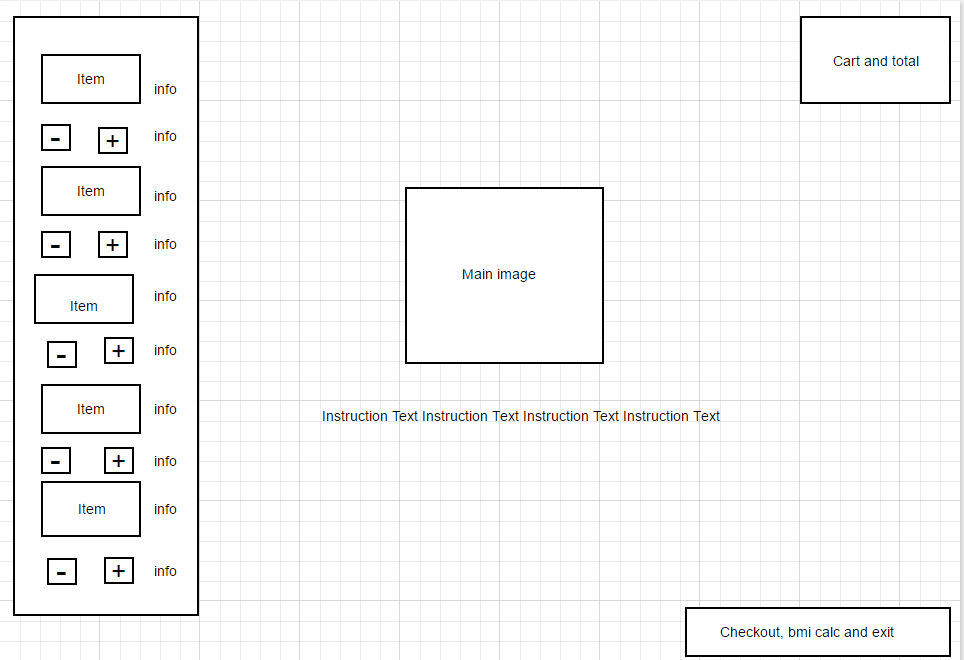 Item
info
- + info
Item
info
- + info
Item
info
- + info
Item
info
- + info
Item
info
- + info
Cart and total
Main image
Instruction Text Instruction Text Instruction Text Instruction Text
Checkout, bmi calc and exit